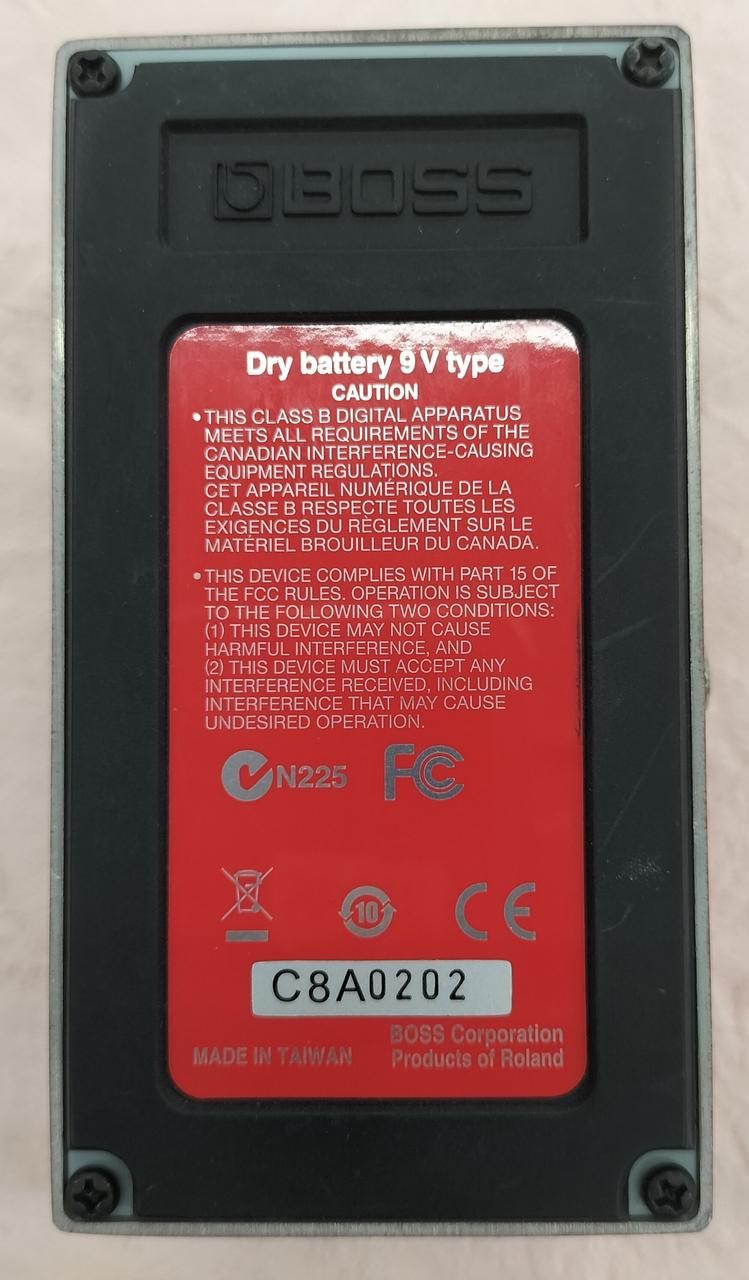 BOSS
Dry battery 9 V type
CAUTION
•THIS CLASS B DIGITAL APPARATUS
MEETS ALL REQUIREMENTS OF THE
CANADIAN INTERFERENCE-CAUSING
EQUIPMENT REGULATIONS.
CET APPAREIL NUMÉRIQUE DE LA
CLASSE B RESPECTE TOUTES LES
EXIGENCES DU RÈGLEMENT SUR LE
MATÉRIEL BROUILLEUR DU CANADA.
•THIS DEVICE COMPLIES WITH PART 15 OF
THE FCC RULES. OPERATION IS SUBJECT
TO THE FOLLOWING TWO CONDITIONS:
(1) THIS DEVICE MAY NOT CAUSE
HARMFUL INTERFERENCE, AND
(2) THIS DEVICE MUST ACCEPT ANY
INTERFERENCE RECEIVED, INCLUDING
INTERFERENCE THAT MAY CAUSE
UNDESIRED OPERATION.
N225 FC
10 CE
C8A0202
MADE IN TAIWAN
BOSS Corporation
Products of Roland